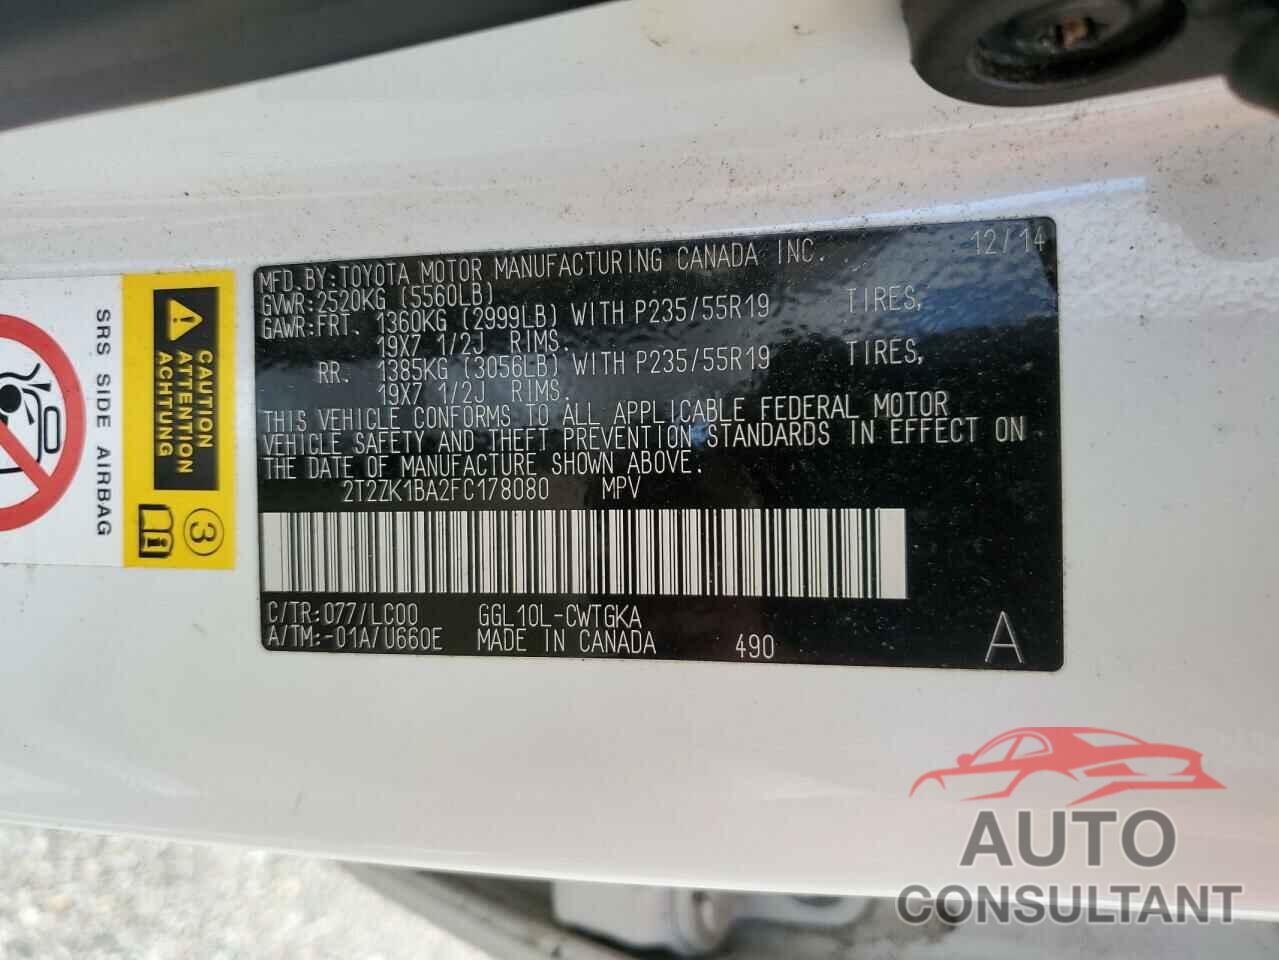 MFD.BY:TOYOTA MOTOR MANUFACTURING CANADA INC. 12/14
GVWR:2520KG (5560LB)
GAWR:FRT. 1360KG (2999LB) WITH P235/55R19 TIRES,
19X7 1/2J RIMS.
RR. 1385KG (3056LB) WITH P235/55R19 TIRES,
19X7 1/2J RIMS.
THIS VEHICLE CONFORMS TO ALL APPLICABLE FEDERAL MOTOR
VEHICLE SAFETY AND THEFT PREVENTION STANDARDS IN EFFECT ON
THE DATE OF MANUFACTURE SHOWN ABOVE.
2T2ZK1BA2FC178080 MPV
C/TR:077/LC00 GGL10L-CWTGKA
A/TM:-01A/U660E MADE IN CANADA 490 A
CAUTION
ATTENTION
ACHTUNG
3
SRS SIDE AIRBAG
AUTO
CONSULTANT